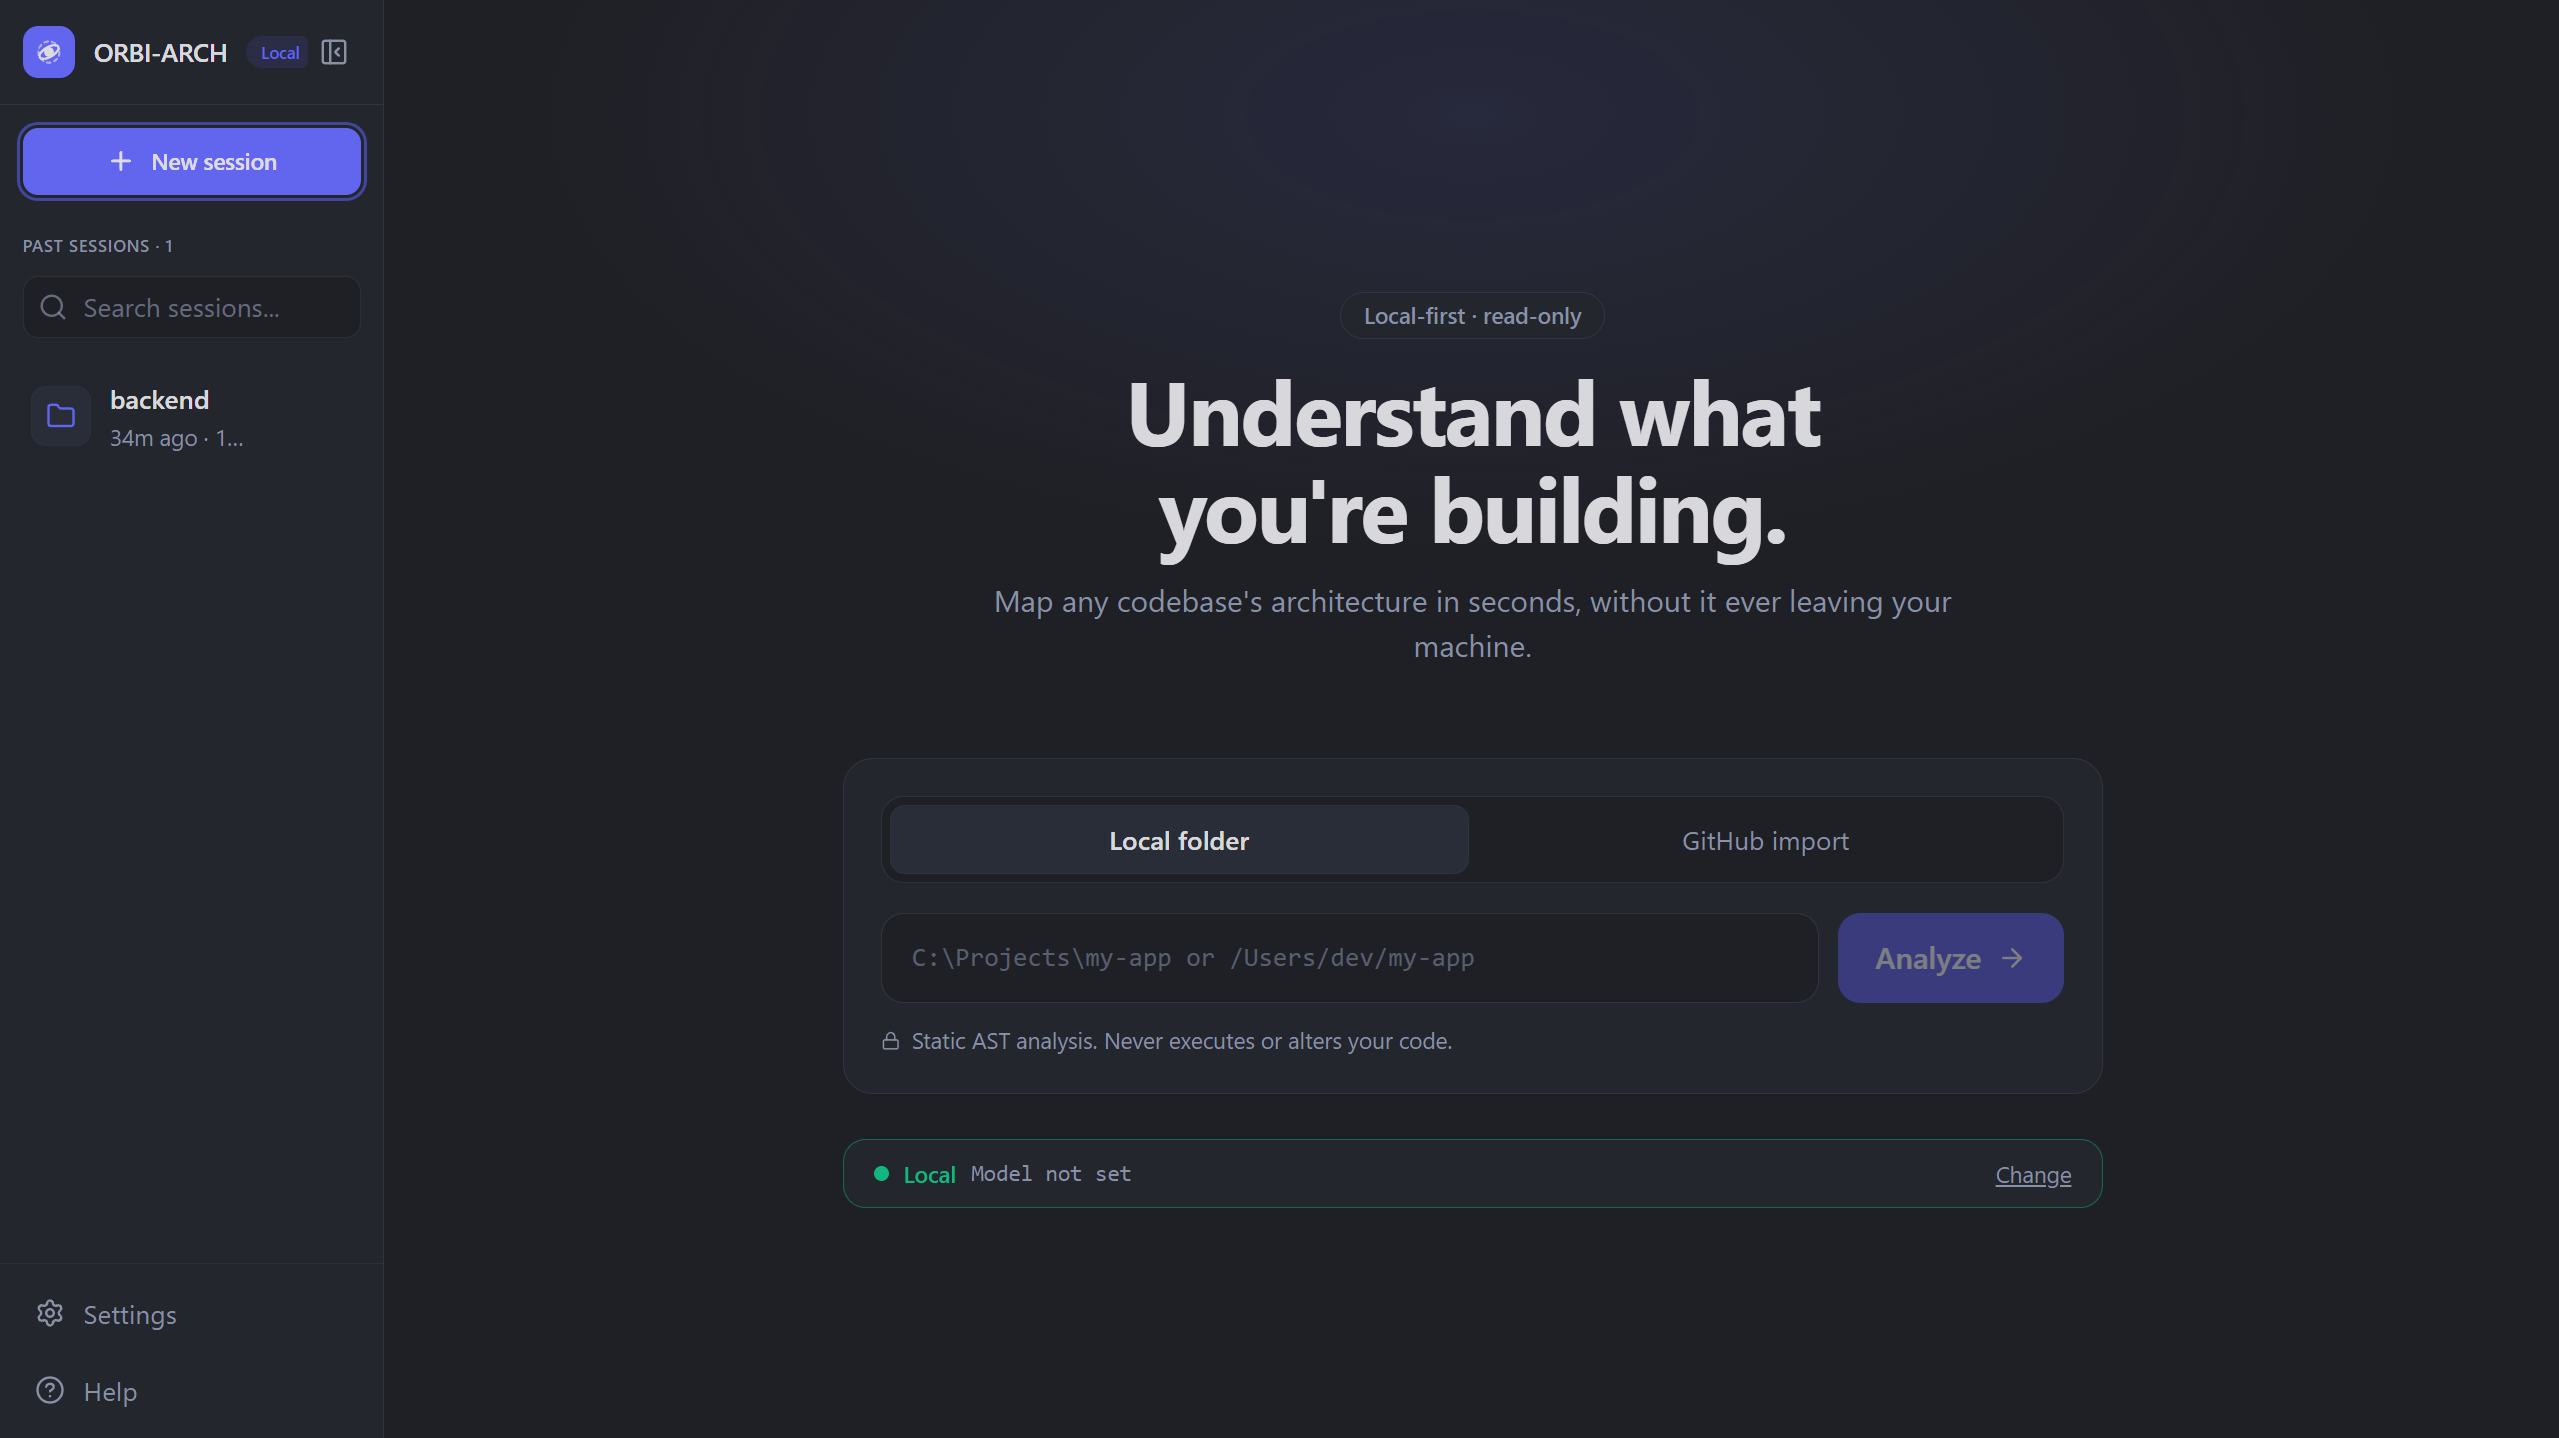 ORBI-ARCH
Local
New session
PAST SESSIONS · 1
Search sessions...
backend
34m ago · 1...
Settings
Help
Local-first · read-only
Understand what
you're building.
Map any codebase's architecture in seconds, without it ever leaving your
machine.
Local folder
GitHub import
C:\Projects\my-app or /Users/dev/my-app
Analyze
Static AST analysis. Never executes or alters your code.
Local Model not set
Change